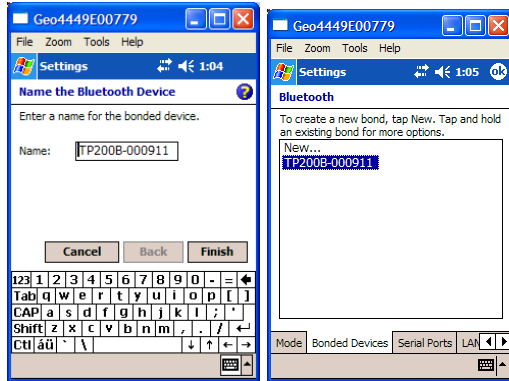 Geo4449E00779
File Zoom Tools Help
Settings 1:04
Name the Bluetooth Device
Enter a name for the bonded device.
Name: TP200B-000911
Cancel Back Finish
123 1 2 3 4 5 6 7 8 9 0 - =
Tab q w e r t y u i o p [ ]
CAP a s d f g h j k l ; '
Shift z x c v b n m , . /
Ctl áü ` \
Geo4449E00779
File Zoom Tools Help
Settings 1:05 ok
Bluetooth
To create a new bond, tap New. Tap and hold
an existing bond for more options.
New...
TP200B-000911
Mode Bonded Devices Serial Ports LAN